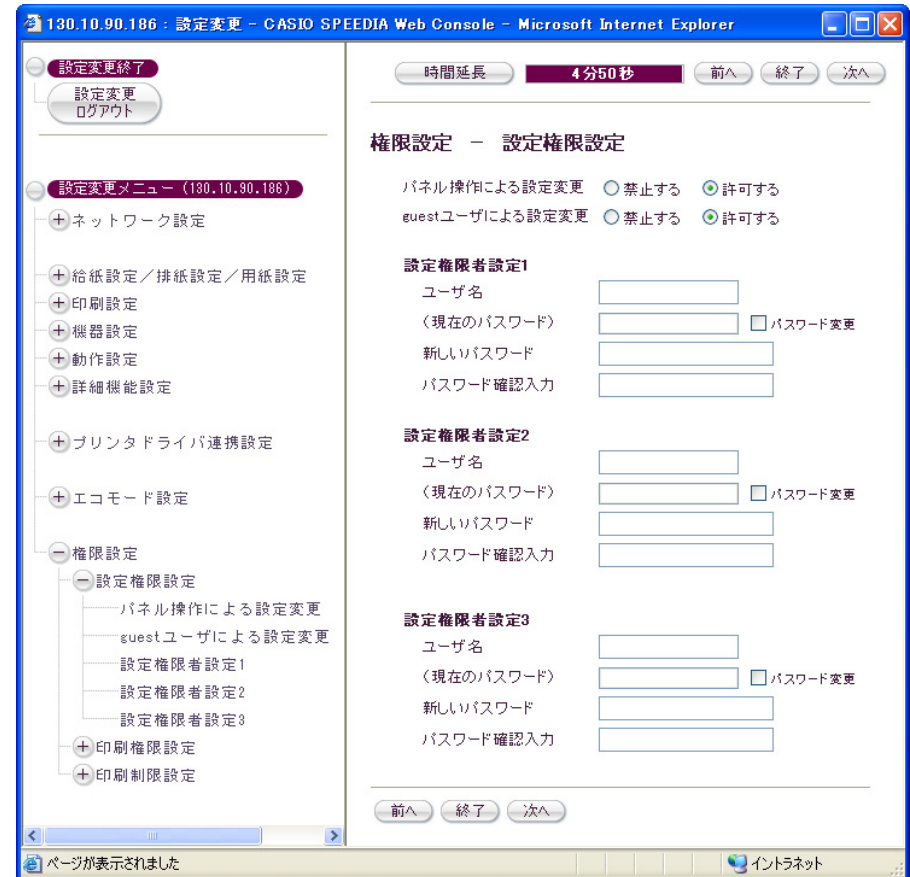 130.10.90.186 : 設定変更 - CASIO SPEEDIA Web Console - Microsoft Internet Explorer
設定変更終了
設定変更
ログアウト
設定変更メニュー (130.10.90.186)
ネットワーク設定
給紙設定／排紙設定／用紙設定
印刷設定
機器設定
動作設定
詳細機能設定
プリンタドライバ連携設定
エコモード設定
権限設定
設定権限設定
パネル操作による設定変更
guestユーザによる設定変更
設定権限者設定1
設定権限者設定2
設定権限者設定3
印刷権限設定
印刷制限設定
時間延長 4分50秒 前へ 終了 次へ
権限設定 － 設定権限設定
パネル操作による設定変更 禁止する 許可する
guestユーザによる設定変更 禁止する 許可する
設定権限者設定1
ユーザ名
（現在のパスワード） パスワード変更
新しいパスワード
パスワード確認入力
設定権限者設定2
ユーザ名
（現在のパスワード） パスワード変更
新しいパスワード
パスワード確認入力
設定権限者設定3
ユーザ名
（現在のパスワード） パスワード変更
新しいパスワード
パスワード確認入力
前へ 終了 次へ
ページが表示されました イントラネット